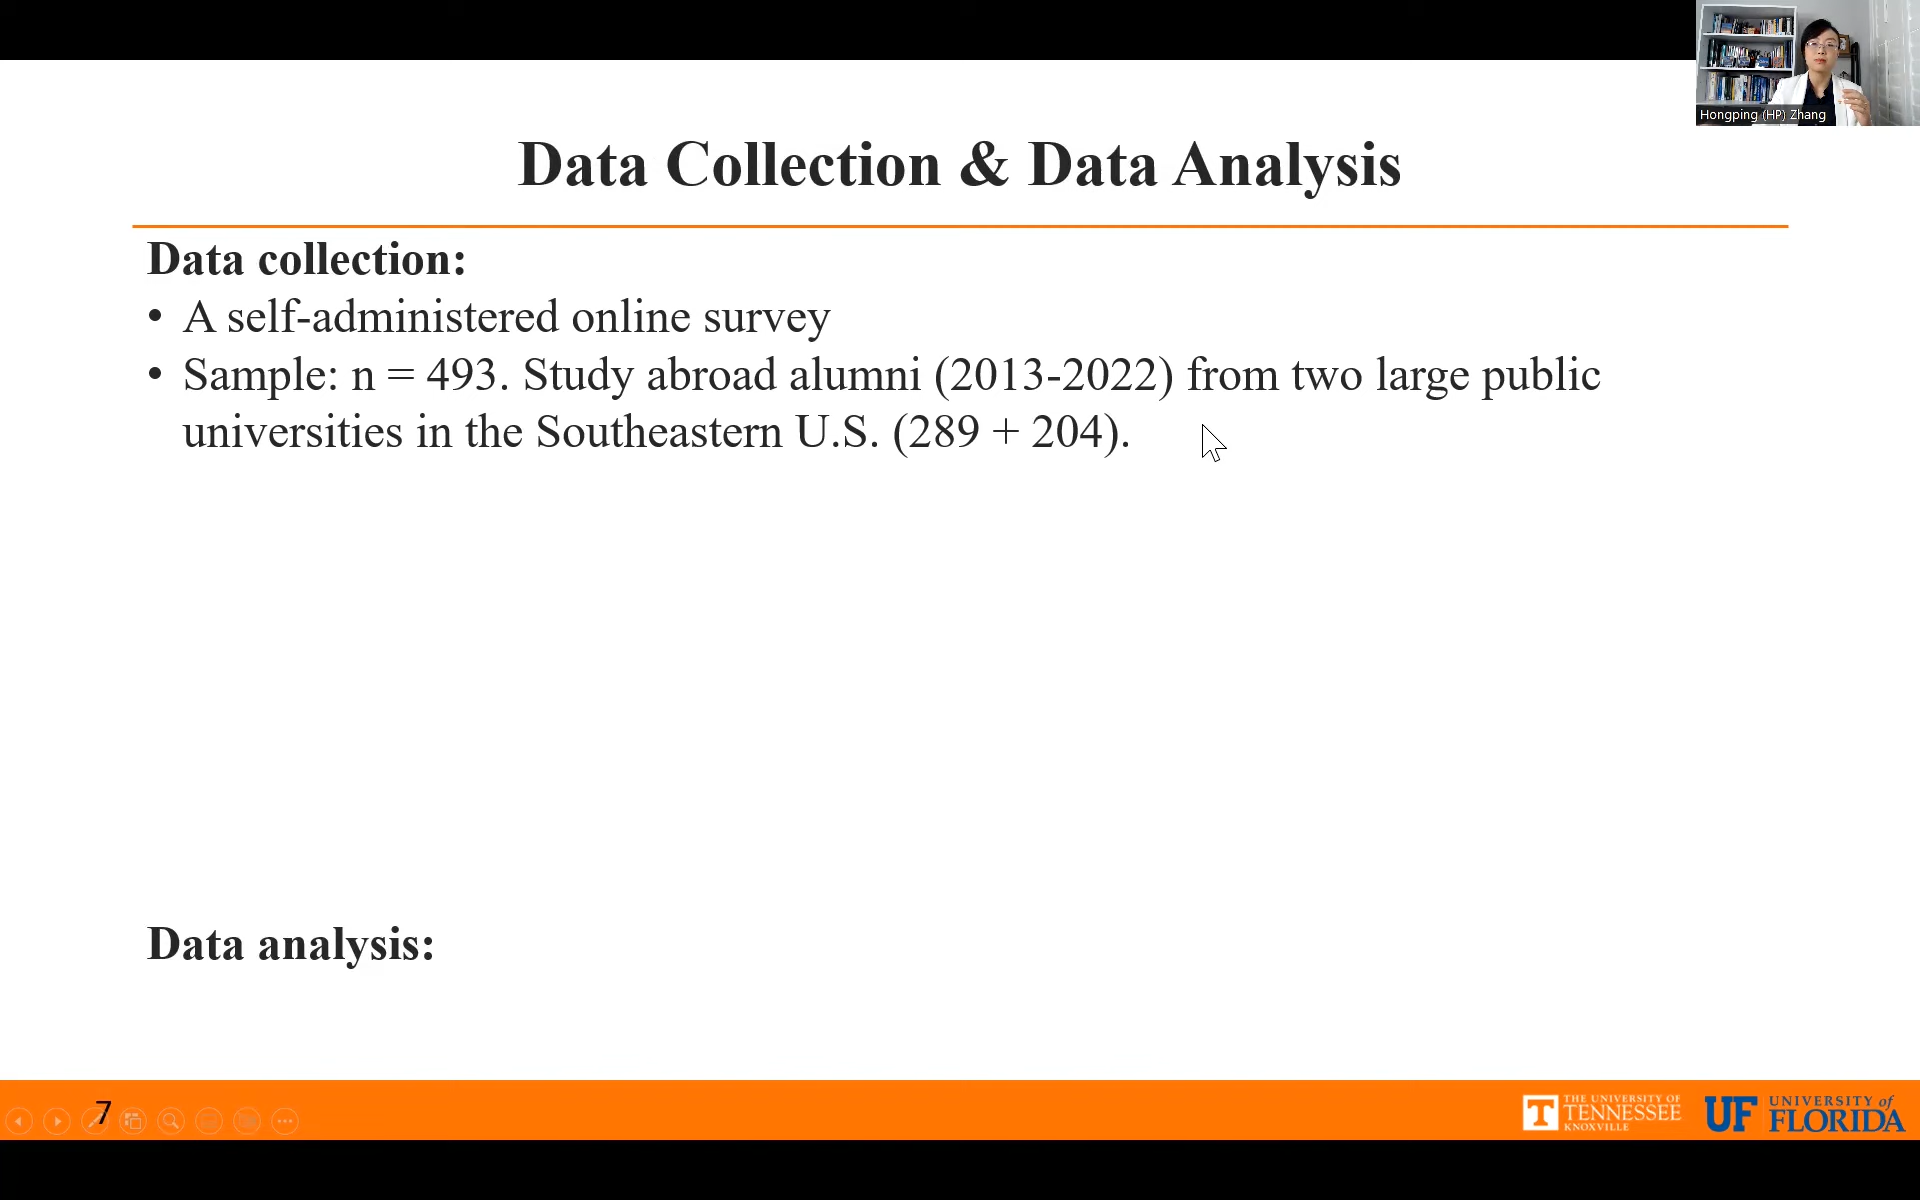 Hongping (HP) Zhang
Data Collection & Data Analysis
Data collection:
• A self-administered online survey
• Sample: n = 493. Study abroad alumni (2013-2022) from two large public
universities in the Southeastern U.S. (289 + 204).
Data analysis:
7
T
THE UNIVERSITY OF
TENNESSEE
KNOXVILLE
UF
UNIVERSITY of
FLORIDA